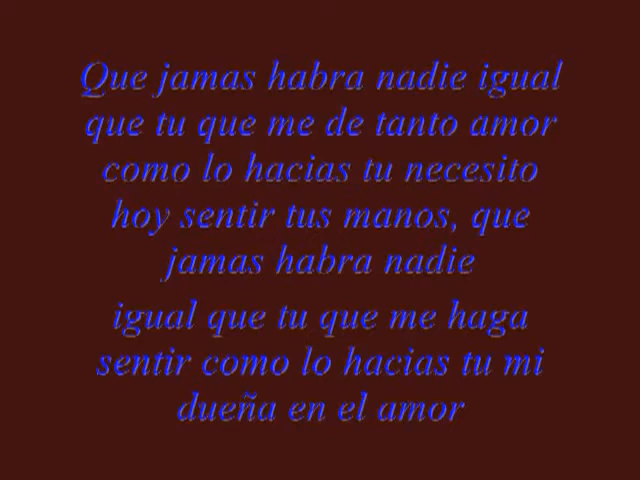 Que jamas habra nadie igual
que tu que me de tanto amor
como lo hacias tu necesito
hoy sentir tus manos, que
jamas habra nadie
igual que tu que me haga
sentir como lo hacias tu mi
dueña en el amor